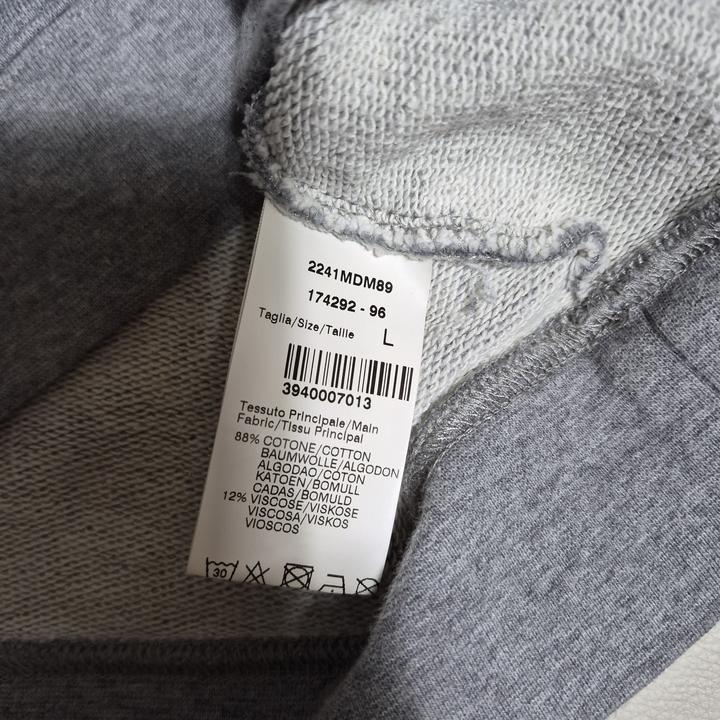 2241MDM89
174292 - 96
Taglia/Size/Taille L
3940007013
Tessuto Principale/Main
Fabric/Tissu Principal
88% COTONE/COTTON
BAUMWOLLE/ALGODON
ALGODAO/COTON
KATOEN/BOMULL
CADAS/BOMULD
12% VISCOSE/VISKOSE
VISCOSA/VISKOS
VIOSCOS
30